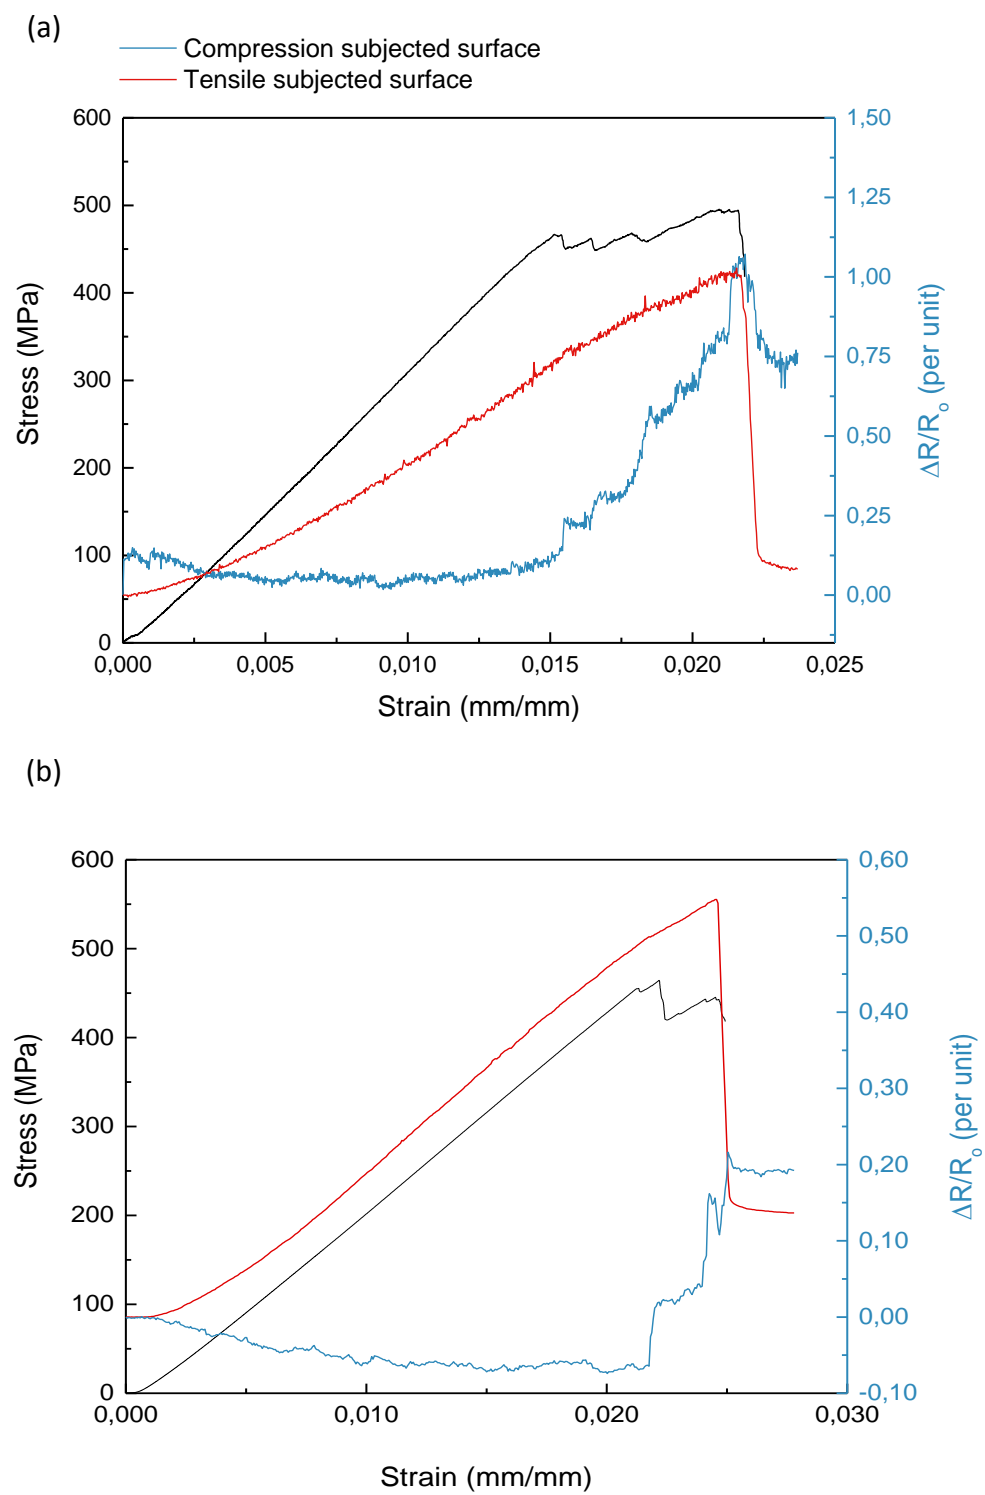 (a)
Compression subjected surface
Tensile subjected surface
600
500
400
300
200
100
0
Stress (MPa)
1,50
1,25
1,00
0,75
0,50
0,25
0,00
ΔR/Ro (per unit)
0,000 0,005 0,010 0,015 0,020 0,025
Strain (mm/mm)
(b)
600
500
400
300
200
100
0
Stress (MPa)
0,60
0,50
0,40
0,30
0,20
0,10
0,00
-0,10
ΔR/Ro (per unit)
0,000 0,010 0,020 0,030
Strain (mm/mm)